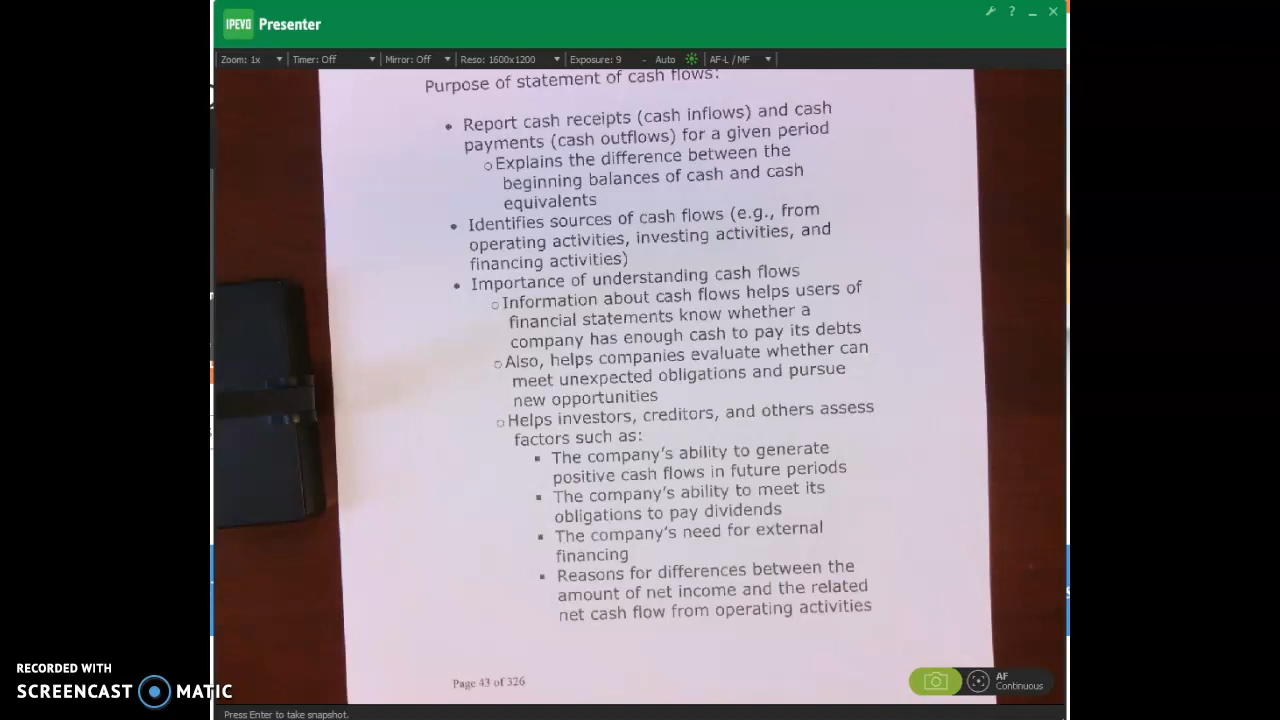 IPEVO Presenter
Zoom: 1x Timer: Off Mirror: Off Reso: 1600x1200 Exposure: 9 - Auto AF-L / MF
Purpose of statement of cash flows:
• Report cash receipts (cash inflows) and cash
payments (cash outflows) for a given period
o Explains the difference between the
beginning balances of cash and cash
equivalents
• Identifies sources of cash flows (e.g., from
operating activities, investing activities, and
financing activities)
• Importance of understanding cash flows
o Information about cash flows helps users of
financial statements know whether a
company has enough cash to pay its debts
o Also, helps companies evaluate whether can
meet unexpected obligations and pursue
new opportunities
o Helps investors, creditors, and others assess
factors such as:
▪ The company's ability to generate
positive cash flows in future periods
▪ The company's ability to meet its
obligations to pay dividends
▪ The company's need for external
financing
▪ Reasons for differences between the
amount of net income and the related
net cash flow from operating activities
Page 43 of 326
AF
Continuous
RECORDED WITH
SCREENCAST MATIC
Press Enter to take snapshot.